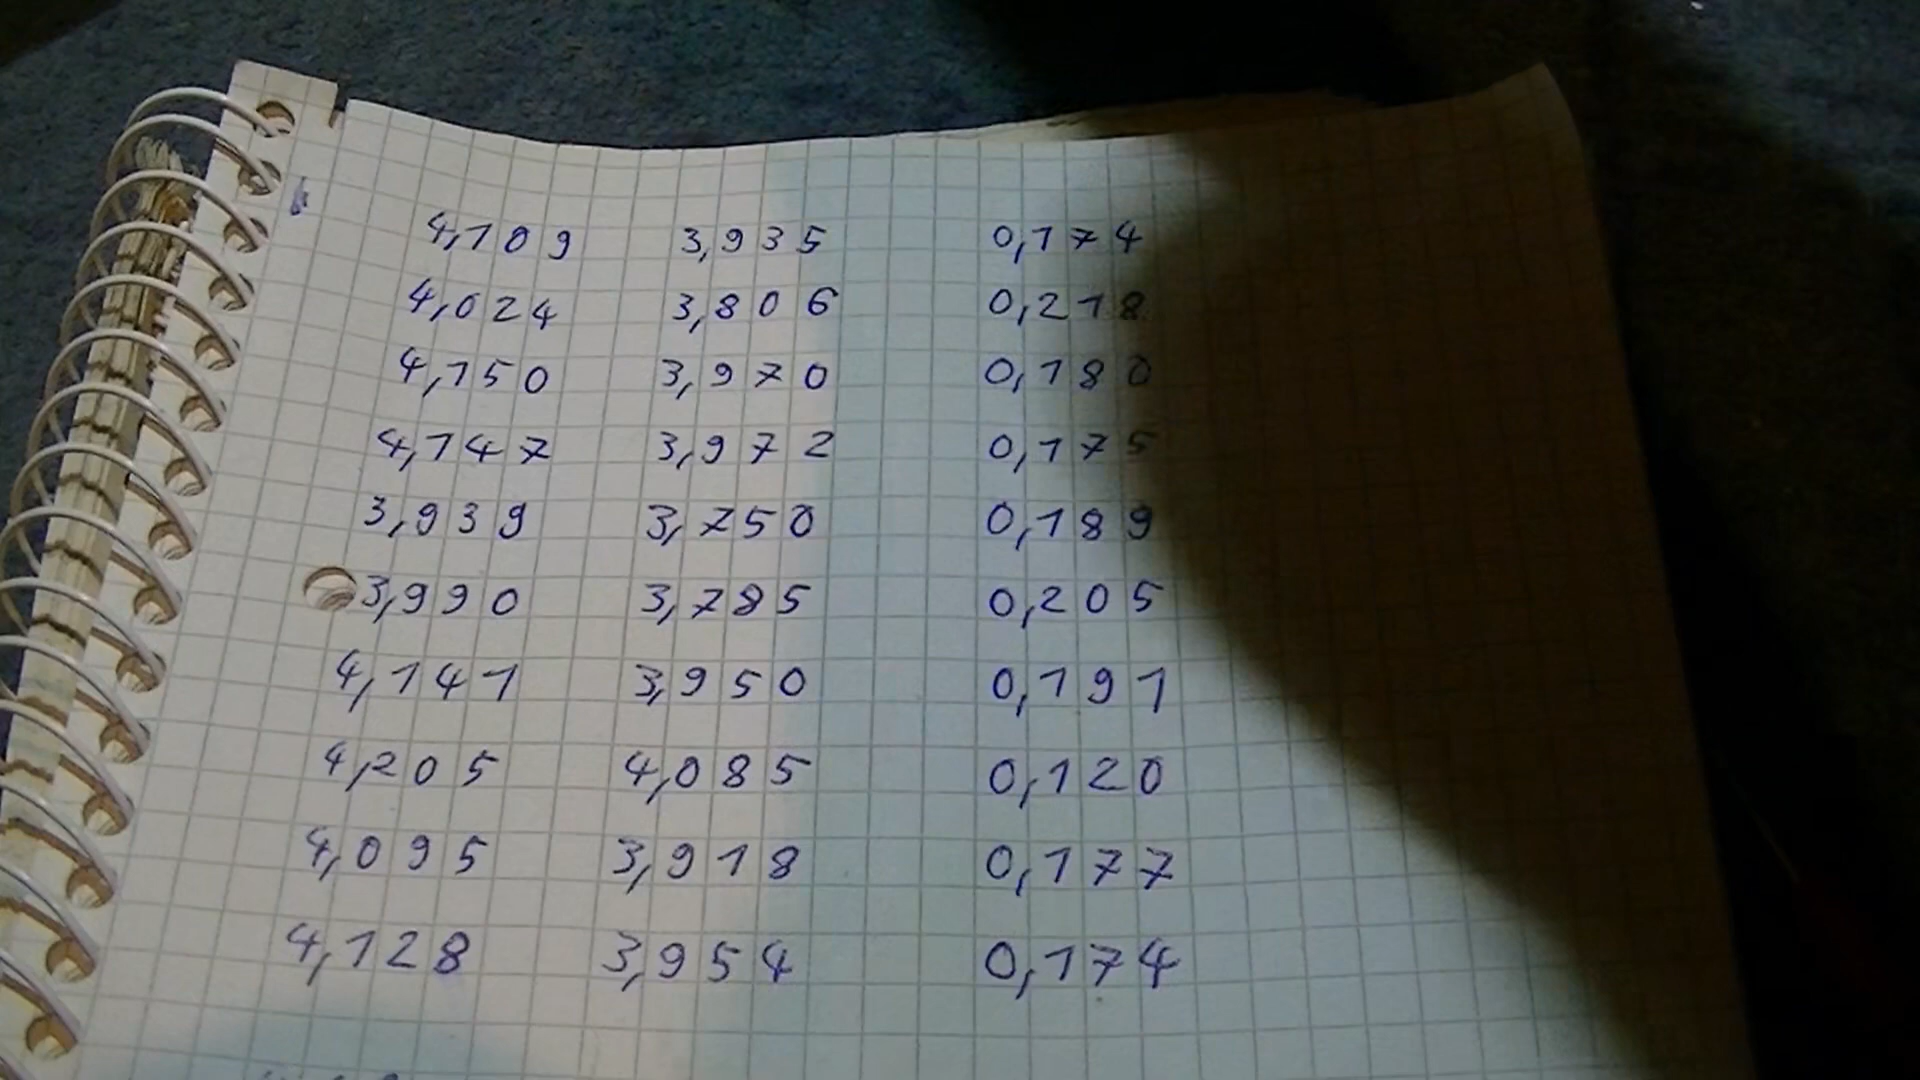 4,109 3,935 0,174
4,024 3,806 0,218
4,150 3,970 0,180
4,147 3,972 0,175
3,939 3,750 0,189
3,990 3,785 0,205
4,141 3,950 0,191
4,205 4,085 0,120
4,095 3,918 0,177
4,128 3,954 0,174